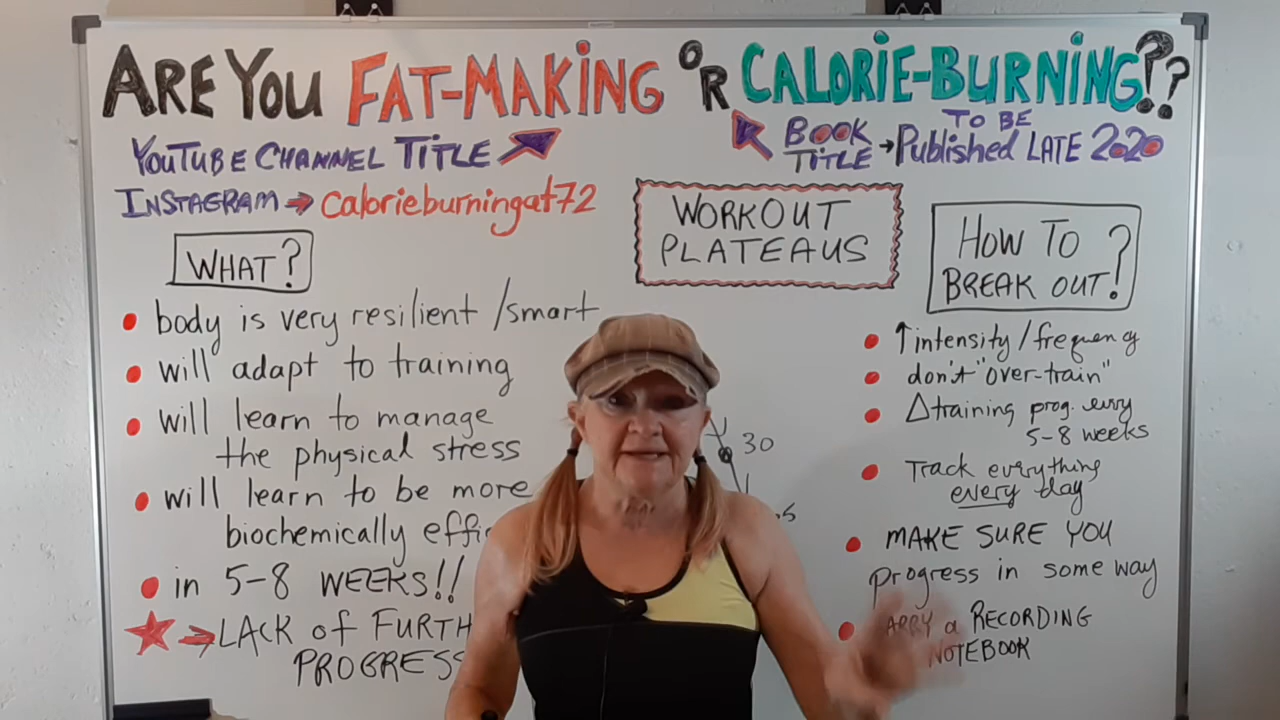 ARE YOU FAT-MAKING OR CALORIE-BURNING??
YOUTUBE CHANNEL TITLE
BOOK TITLE → TO BE Published LATE 2020
INSTAGRAM → calorieburningat72
WORKOUT
PLATEAUS
WHAT?
• body is very resilient /smart
• will adapt to training
• will learn to manage
the physical stress
• will learn to be more
biochemically
• in 5-8 WEEKS!!
★ → LACK of
PROGRESS
30
HOW TO
BREAK OUT?
• ↑intensity/frequency
• don't "over-train"
• Δtraining prog. every
5-8 weeks
• Track everything
every day
• MAKE SURE YOU
progress in some way
• a RECORDING
NOTEBOOK